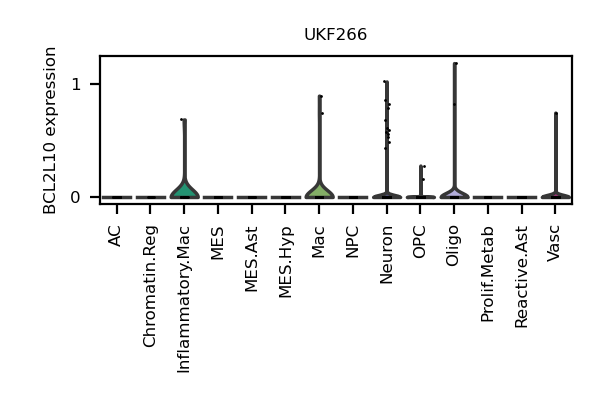 UKF266
BCL2L10 expression
1
0
AC
Chromatin.Reg
Inflammatory.Mac
MES
MES.Ast
MES.Hyp
Mac
NPC
Neuron
OPC
Oligo
Prolif.Metab
Reactive.Ast
Vasc